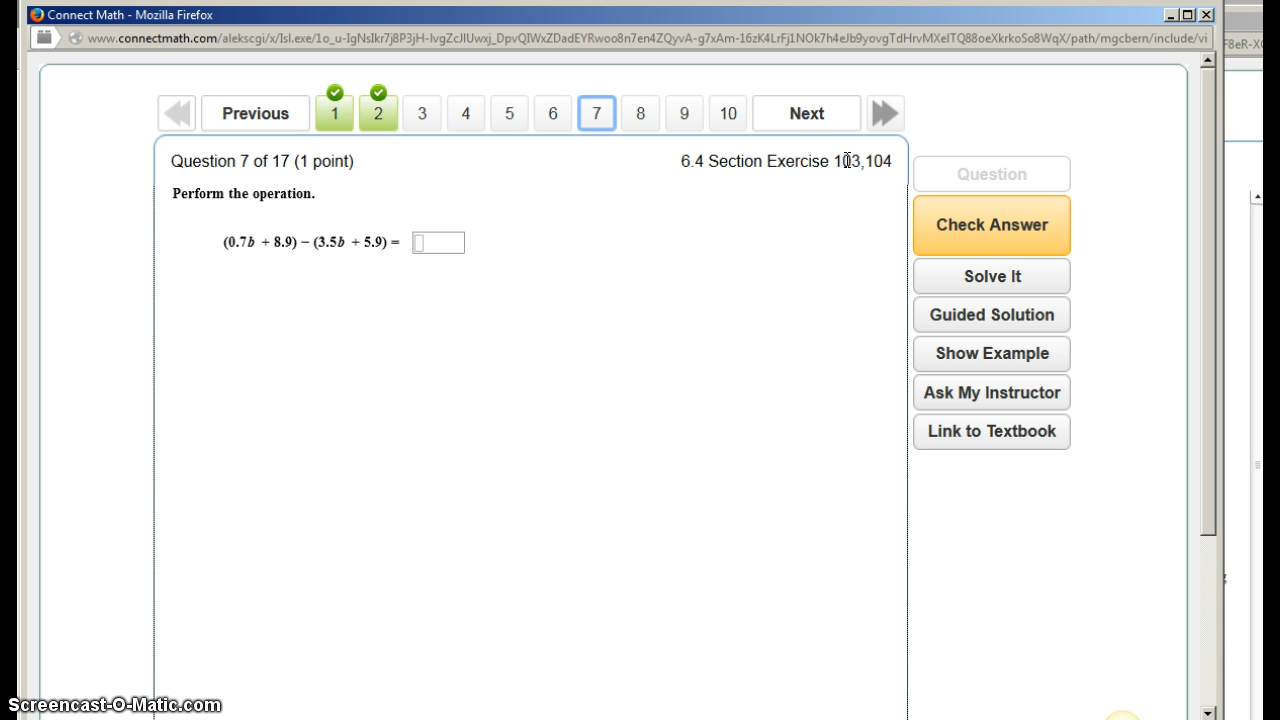 Connect Math - Mozilla Firefox
Previous 1 2 3 4 5 6 7 8 9 10 Next
Question 7 of 17 (1 point) 6.4 Section Exercise 103,104
Perform the operation.
(0.7b + 8.9) − (3.5b + 5.9) =
Question
Check Answer
Solve It
Guided Solution
Show Example
Ask My Instructor
Link to Textbook
Screencast-O-Matic.com